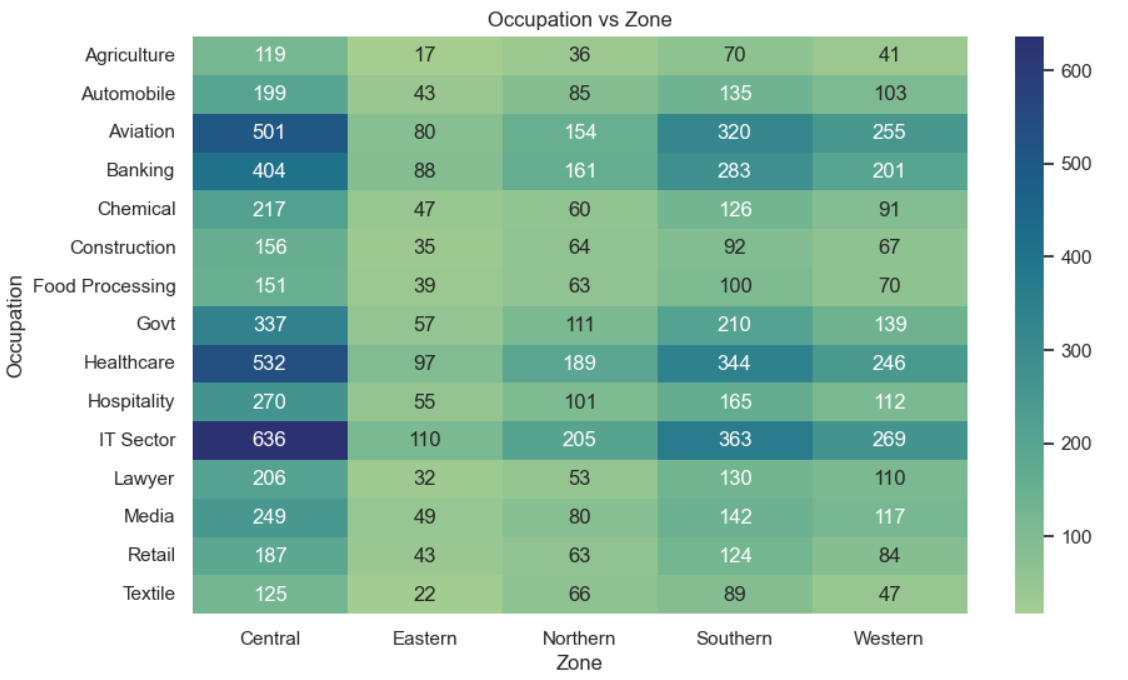 Occupation vs Zone
Occupation
Agriculture 119 17 36 70 41
Automobile 199 43 85 135 103
Aviation 501 80 154 320 255
Banking 404 88 161 283 201
Chemical 217 47 60 126 91
Construction 156 35 64 92 67
Food Processing 151 39 63 100 70
Govt 337 57 111 210 139
Healthcare 532 97 189 344 246
Hospitality 270 55 101 165 112
IT Sector 636 110 205 363 269
Lawyer 206 32 53 130 110
Media 249 49 80 142 117
Retail 187 43 63 124 84
Textile 125 22 66 89 47
Central Eastern Northern Southern Western
Zone
600
500
400
300
200
100